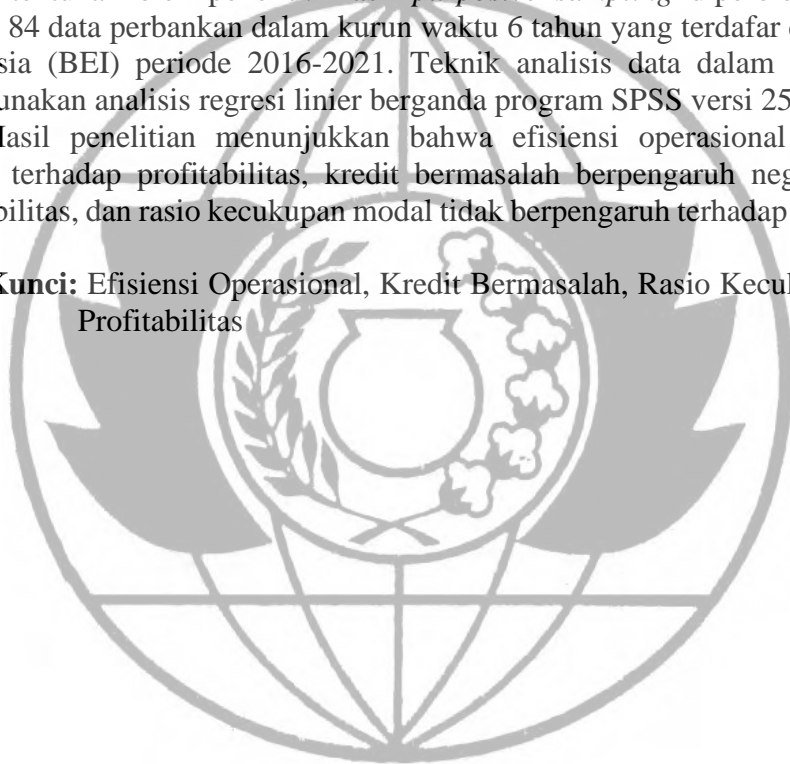 84 data perbankan dalam kurun waktu 6 tahun yang terdafar
sia (BEI) periode 2016-2021. Teknik analisis data dalam
unakan analisis regresi linier berganda program SPSS versi 25
Hasil penelitian menunjukkan bahwa efisiensi operasional
terhadap profitabilitas, kredit bermasalah berpengaruh neg
bilitas, dan rasio kecukupan modal tidak berpengaruh terhadap
Kunci: Efisiensi Operasional, Kredit Bermasalah, Rasio Kecu
Profitabilitas